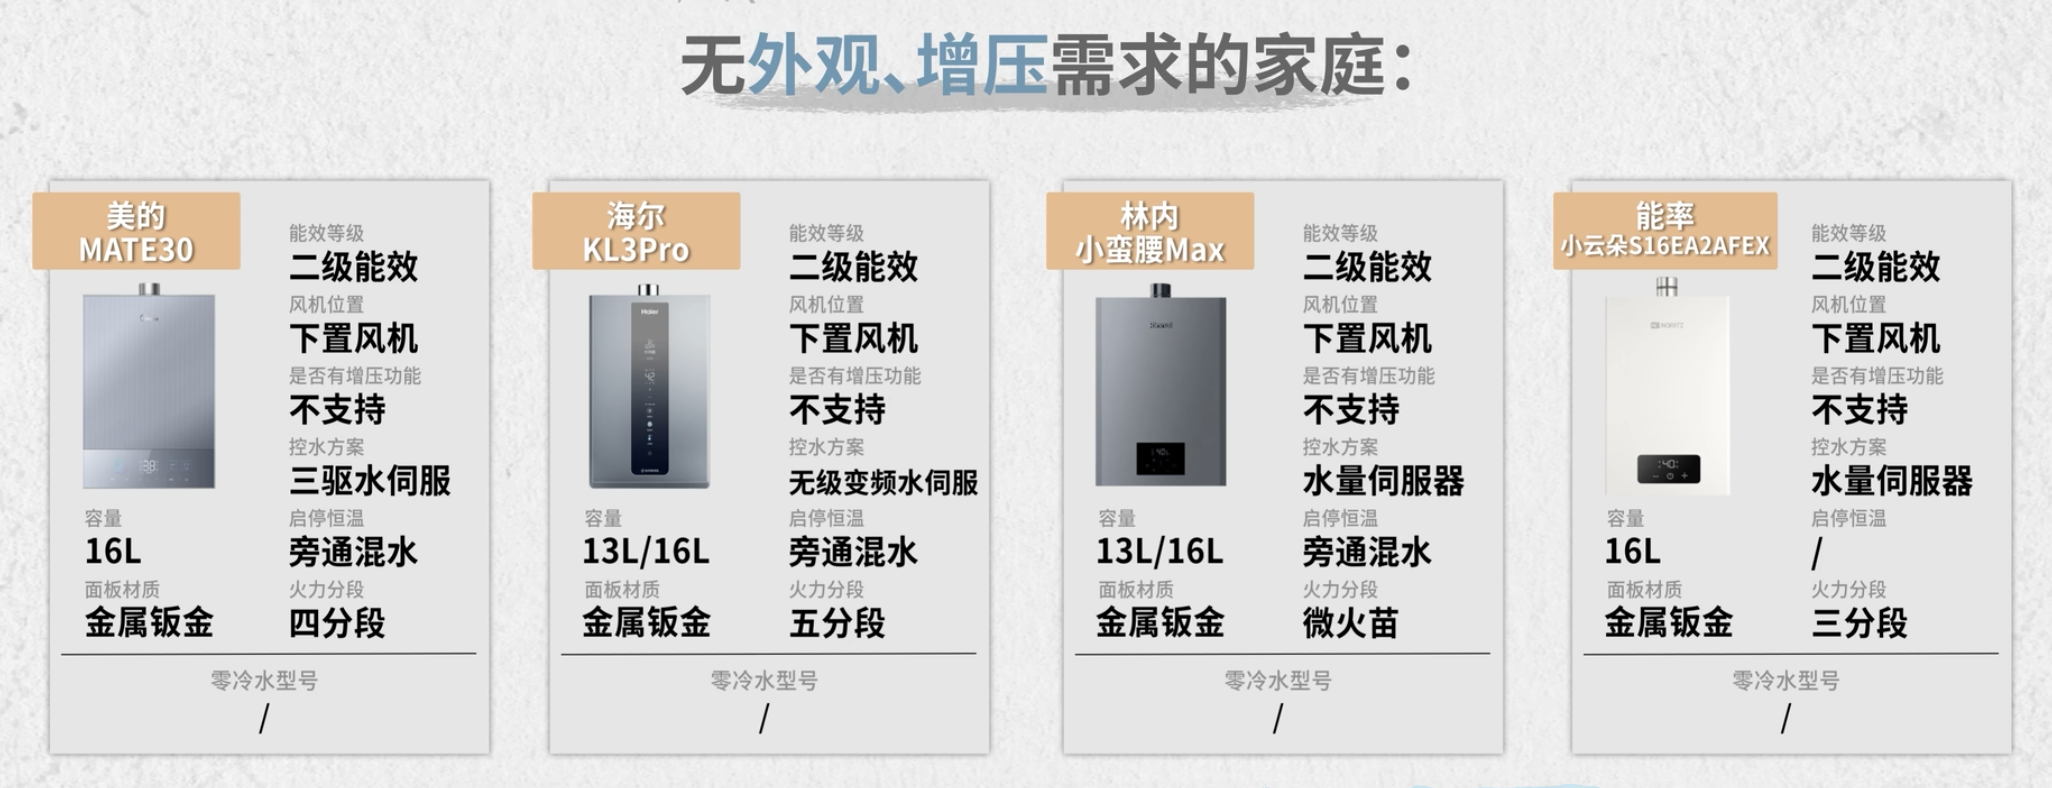 无外观、增压需求的家庭：
美的
MATE30
能效等级
二级能效
风机位置
下置风机
是否有增压功能
不支持
控水方案
三驱水伺服
容量
16L
启停恒温
旁通混水
面板材质
金属钣金
火力分段
四分段
零冷水型号
/
海尔
KL3Pro
Haier
能效等级
二级能效
风机位置
下置风机
是否有增压功能
不支持
控水方案
无级变频水伺服
容量
13L/16L
启停恒温
旁通混水
面板材质
金属钣金
火力分段
五分段
零冷水型号
/
林内
小蛮腰Max
能效等级
二级能效
风机位置
下置风机
是否有增压功能
不支持
控水方案
水量伺服器
容量
13L/16L
启停恒温
旁通混水
面板材质
金属钣金
火力分段
微火苗
零冷水型号
/
能率
小云朵S16EA2AFEX
NORITZ
40
能效等级
二级能效
风机位置
下置风机
是否有增压功能
不支持
控水方案
水量伺服器
容量
16L
启停恒温
/
面板材质
金属钣金
火力分段
三分段
零冷水型号
/